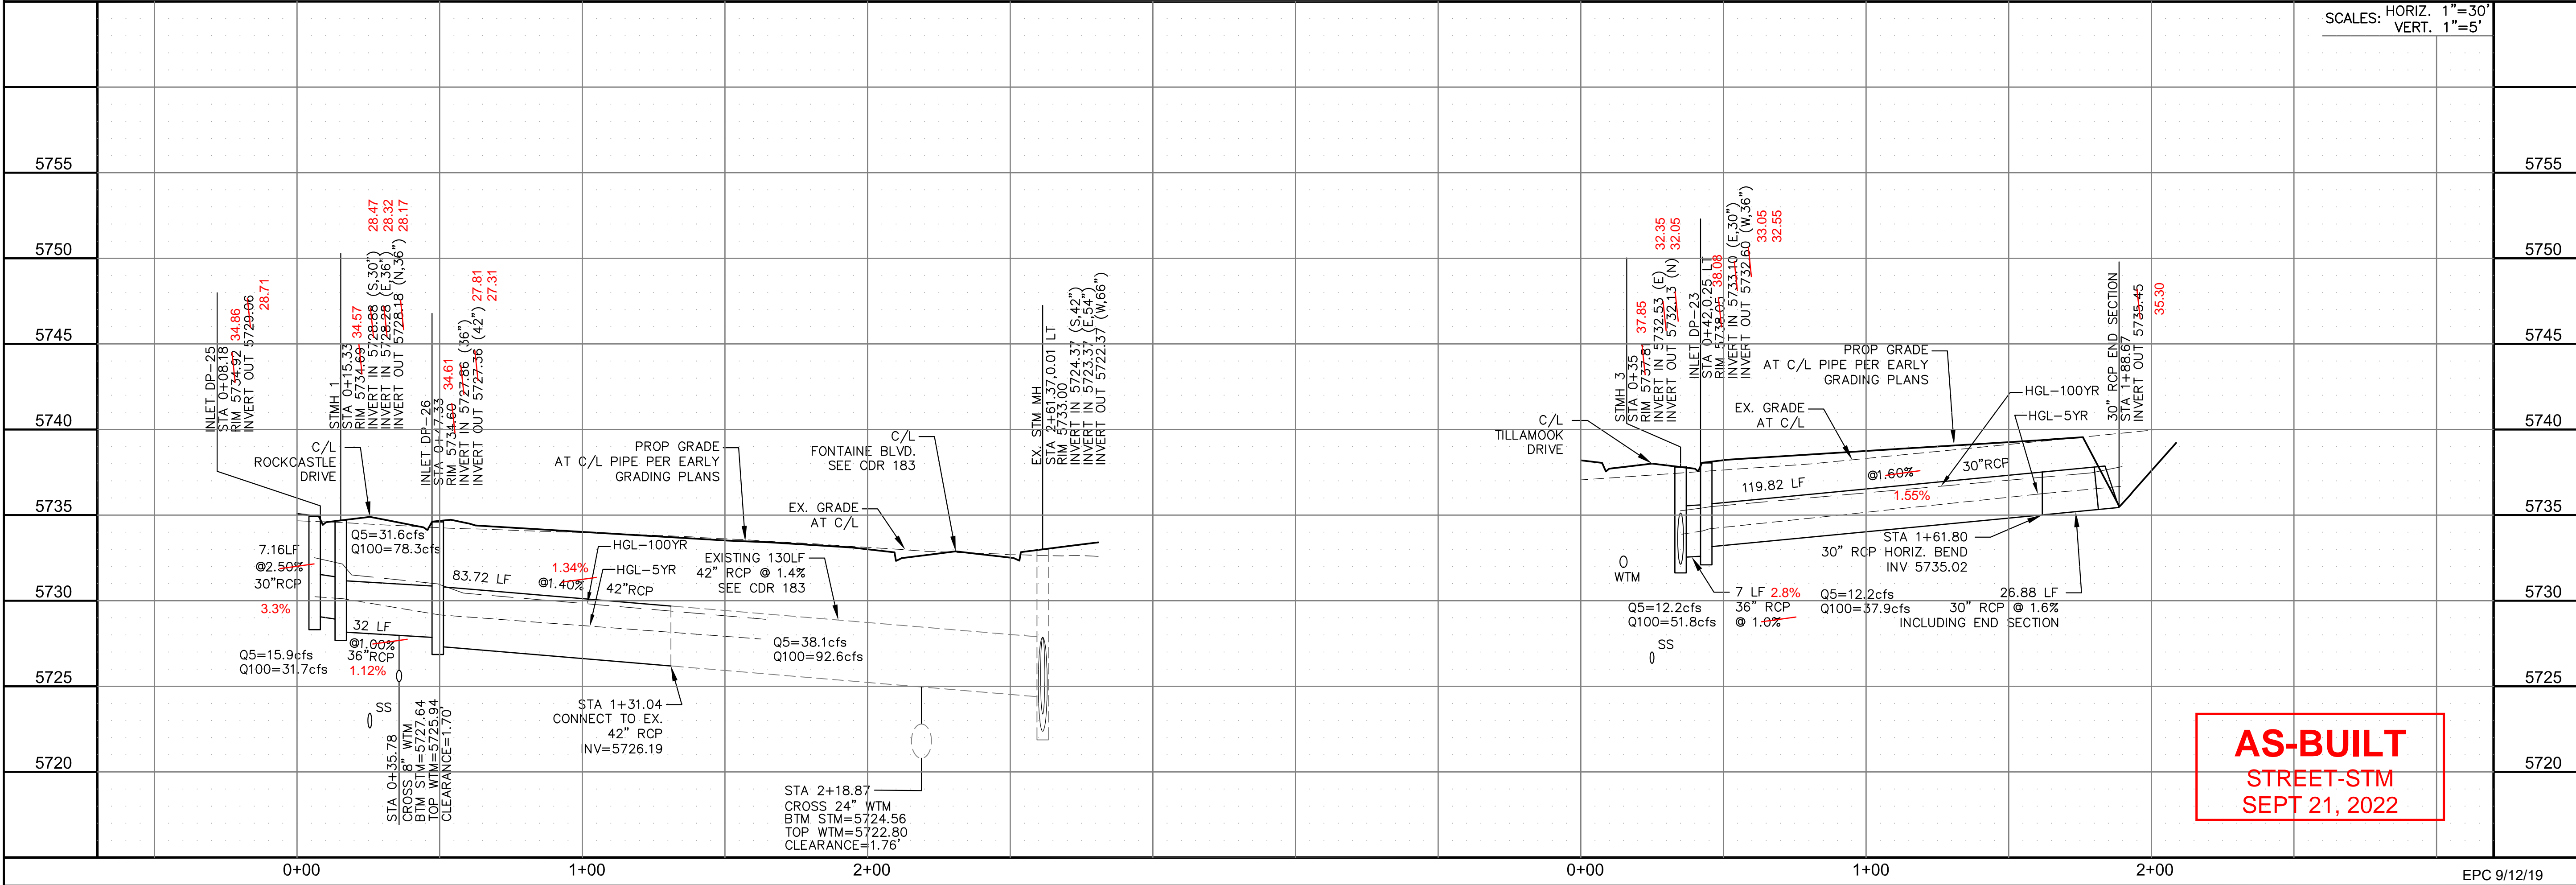 SCALES: HORIZ. 1"=30'
VERT. 1"=5'
5755
5750
5745
5740
5735
5730
5725
5720
INLET DP-25
STA 0+08.18
RIM 5734.92 34.86
INVERT OUT 5729.06
28.71
STMH 1
STA 0+15.33
RIM 5734.69 34.57
INVERT IN 5728.88 (S,30") 28.47
INVERT IN 5728.28 (E,36") 28.32
INVERT OUT 5728.18 (N,36") 28.17
INLET DP-26
STA 0+47.33
RIM 5734.60 34.61
INVERT IN 5727.86 (36") 27.81
INVERT OUT 5727.36 (42") 27.31
EX. STM MH
STA 2+61.37,0.01 LT
RIM 5733.00
INVERT IN 5724.37 (S,42")
INVERT IN 5723.37 (E,54")
INVERT OUT 5722.37 (W,66")
C/L
ROCKCASTLE
DRIVE
PROP GRADE
AT C/L PIPE PER EARLY
GRADING PLANS
C/L
FONTAINE BLVD.
SEE CDR 183
EX. GRADE
AT C/L
Q5=31.6cfs
Q100=78.3cfs
7.16LF
@2.50%
30"RCP
3.3%
83.72 LF
1.34%
@1.40%
42"RCP
HGL-100YR
HGL-5YR
EXISTING 130LF
42" RCP @ 1.4%
SEE CDR 183
32 LF
@1.00%
36"RCP
1.12%
Q5=15.9cfs
Q100=31.7cfs
Q5=38.1cfs
Q100=92.6cfs
SS
STA 0+35.78
CROSS 8" WTM
BTM STM=5727.64
TOP WTM=5725.94
CLEARANCE=1.70'
STA 1+31.04
CONNECT TO EX.
42" RCP
NV=5726.19
STA 2+18.87
CROSS 24" WTM
BTM STM=5724.56
TOP WTM=5722.80
CLEARANCE=1.76'
0+00
1+00
2+00
STMH 3
STA 0+35
RIM 5737.81 37.85
INVERT IN 5732.53 (E) 32.35
INVERT OUT 5732.13 (N) 32.05
INLET DP-23
STA 0+42,0.25 LT
RIM 5738.05 38.08
INVERT IN 5733.10 (E,30") 33.05
INVERT OUT 5732.60 (W,36") 32.55
30" RCP END SECTION
STA 1+88.67
INVERT OUT 5735.45
35.30
C/L
TILLAMOOK
DRIVE
PROP GRADE
AT C/L PIPE PER EARLY
GRADING PLANS
EX. GRADE
AT C/L
HGL-100YR
HGL-5YR
119.82 LF
@1.60%
30"RCP
1.55%
STA 1+61.80
30" RCP HORIZ. BEND
INV 5735.02
WTM
SS
7 LF 2.8%
36" RCP
@ 1.0%
Q5=12.2cfs
Q100=51.8cfs
Q5=12.2cfs
Q100=37.9cfs
26.88 LF
30" RCP @ 1.6%
INCLUDING END SECTION
0+00
1+00
2+00
5755
5750
5745
5740
5735
5730
5725
5720
AS-BUILT
STREET-STM
SEPT 21, 2022
EPC 9/12/19